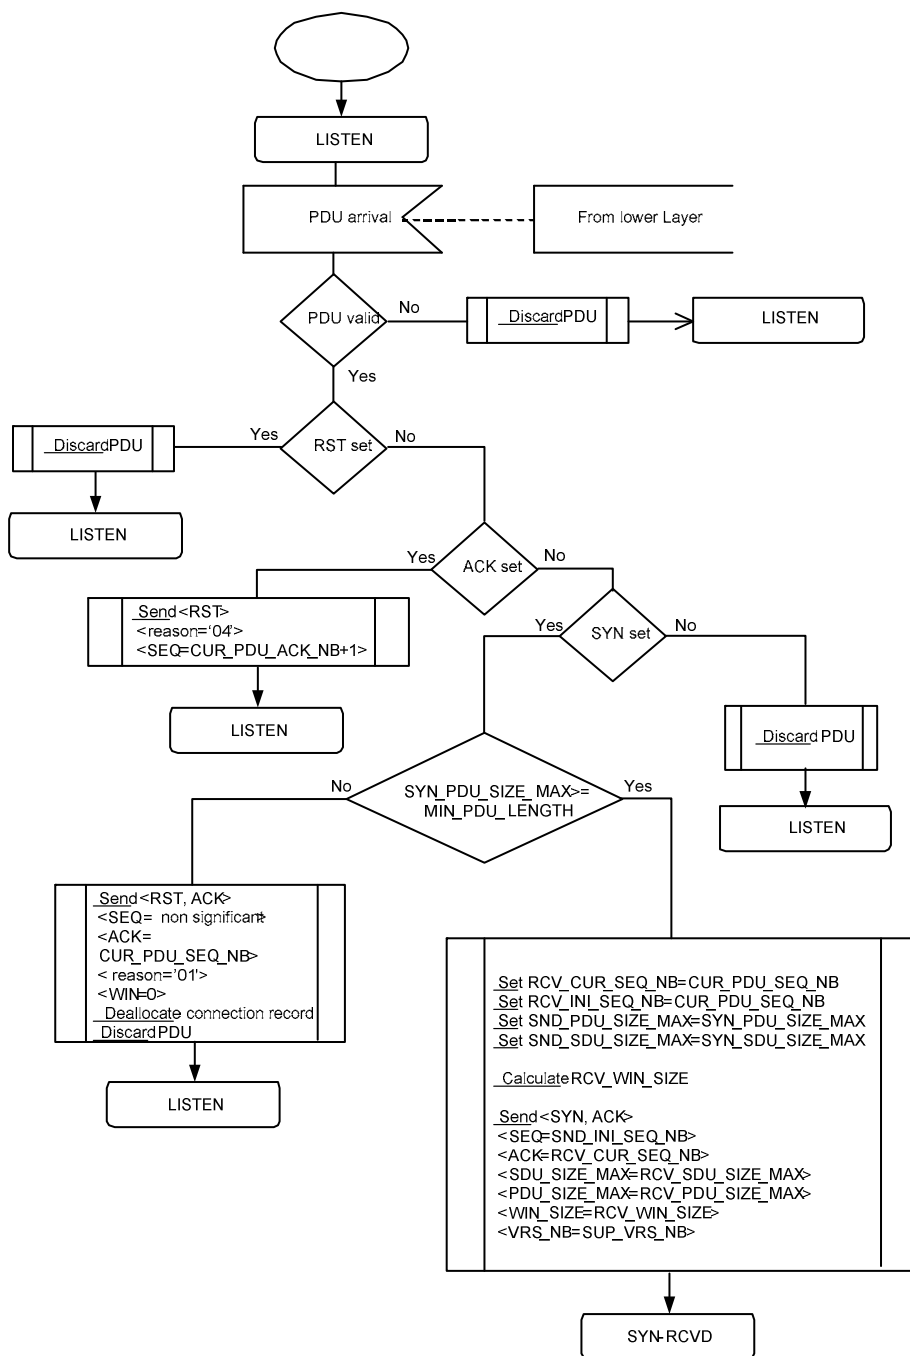 LISTEN
PDU arrival
From lower Layer
PDU valid
No
Discard PDU
LISTEN
Yes
Yes
RST set
No
Discard PDU
LISTEN
Yes
ACK set
No
Send <RST>
<reason='04'>
<SEQ=CUR_PDU_ACK_NB+1>
LISTEN
Yes
SYN set
No
Discard PDU
LISTEN
No
SYN_PDU_SIZE_MAX>=
MIN_PDU_LENGTH
Yes
Send <RST, ACK>
<SEQ= non significant>
<ACK=
CUR_PDU_SEQ_NB>
< reason='01'>
<WIN=0>
Deallocate connection record
Discard PDU
LISTEN
Set RCV_CUR_SEQ_NB=CUR_PDU_SEQ_NB
Set RCV_INI_SEQ_NB=CUR_PDU_SEQ_NB
Set SND_PDU_SIZE_MAX=SYN_PDU_SIZE_MAX
Set SND_SDU_SIZE_MAX=SYN_SDU_SIZE_MAX
Calculate RCV_WIN_SIZE
Send <SYN, ACK>
<SEQ=SND_INI_SEQ_NB>
<ACK=RCV_CUR_SEQ_NB>
<SDU_SIZE_MAX=RCV_SDU_SIZE_MAX>
<PDU_SIZE_MAX=RCV_PDU_SIZE_MAX>
<WIN_SIZE=RCV_WIN_SIZE>
<VRS_NB=SUP_VRS_NB>
SYN-RCVD